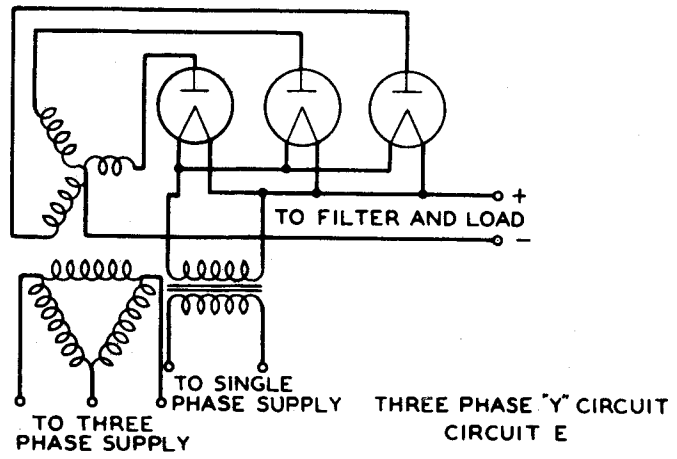 +
TO FILTER AND LOAD
−
TO SINGLE
PHASE SUPPLY
TO THREE
PHASE SUPPLY
THREE PHASE "Y" CIRCUIT
CIRCUIT E